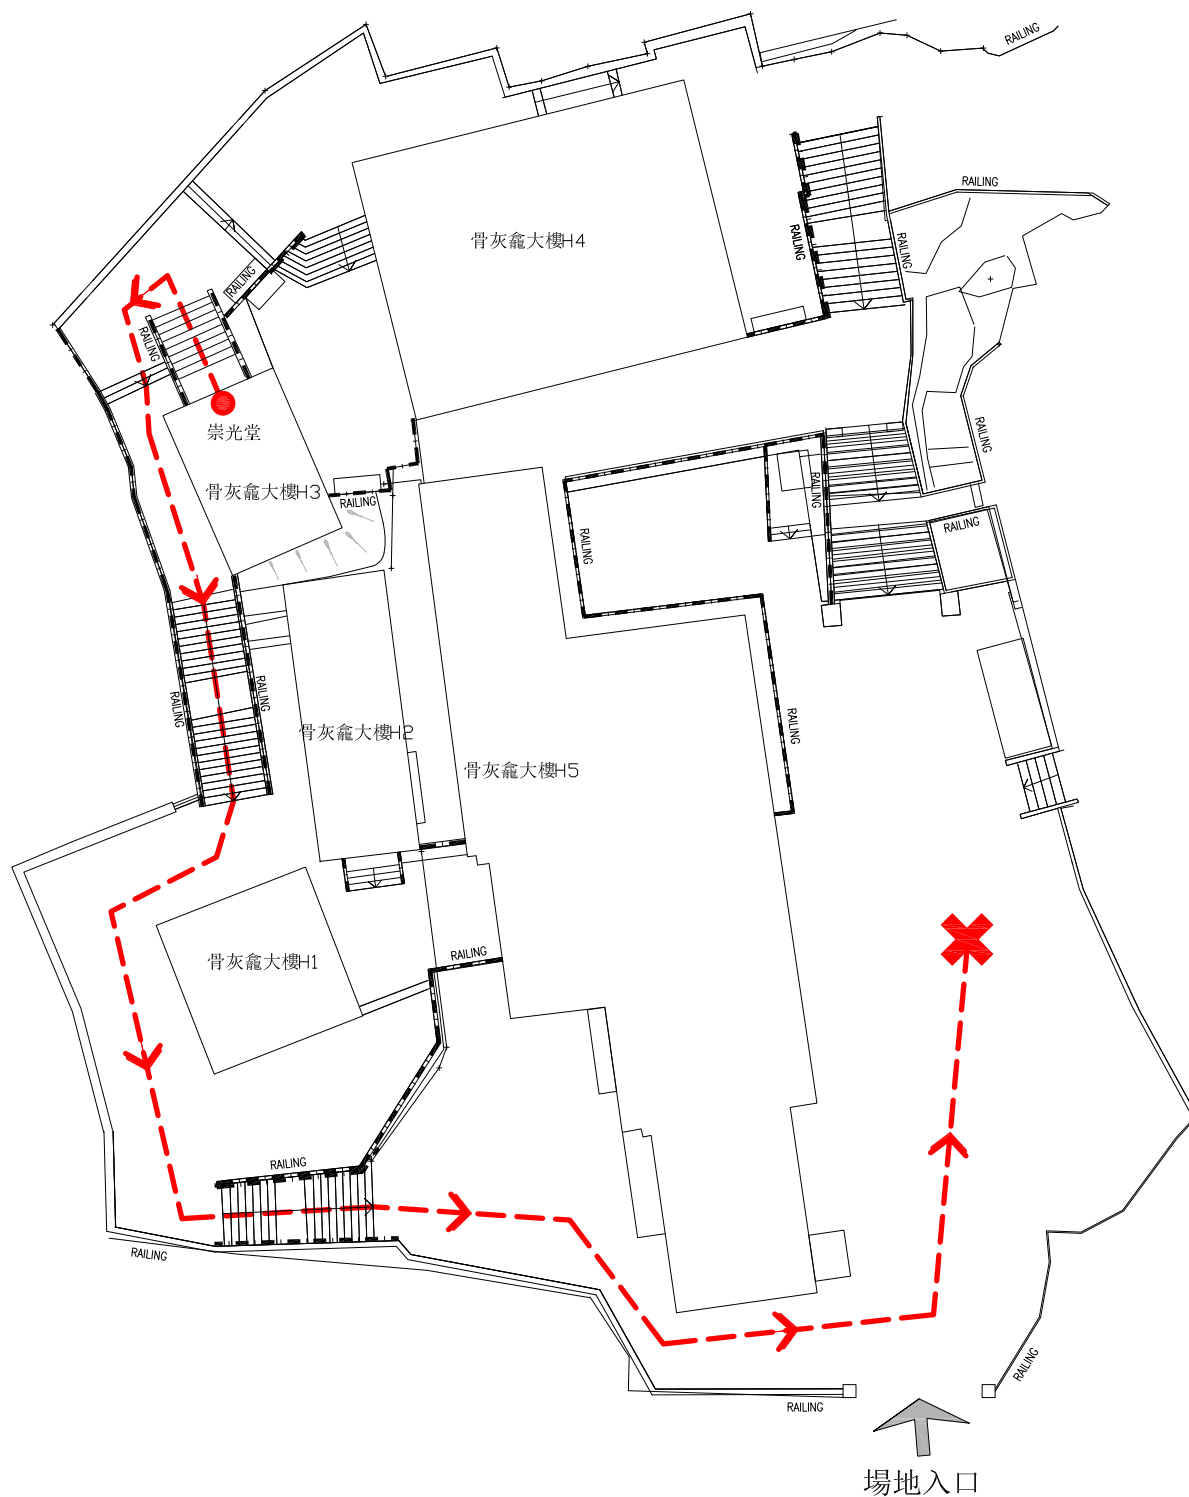 RAILING
RAILING
RAILING
RAILING
骨灰龕大樓H4
RAILING
RAILING
崇光堂
RAILING
骨灰龕大樓H3
RAILING
RAILING
RAILING
RAILING
RAILING
RAILING
骨灰龕大樓H2
RAILING
骨灰龕大樓H5
RAILING
骨灰龕大樓H1
RAILING
RAILING
RAILING
RAILING
場地入口